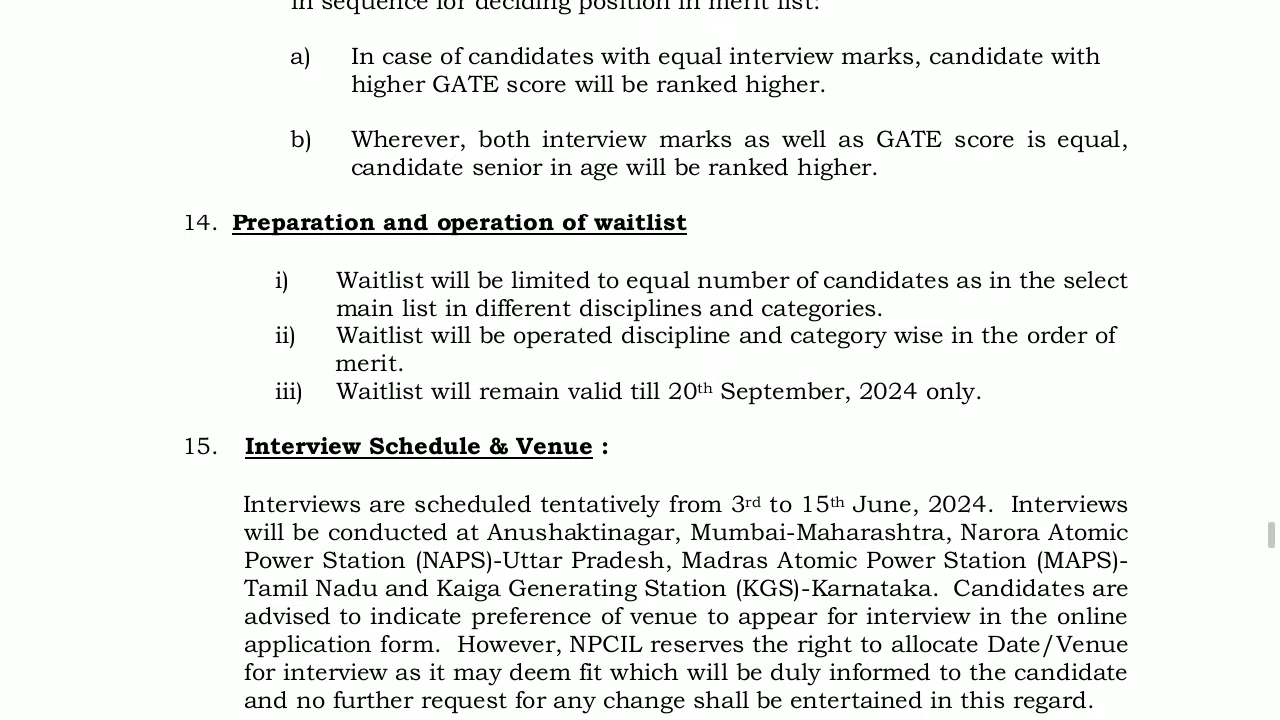 in sequence for deciding position in merit list:
a) In case of candidates with equal interview marks, candidate with
higher GATE score will be ranked higher.
b) Wherever, both interview marks as well as GATE score is equal,
candidate senior in age will be ranked higher.
14. Preparation and operation of waitlist
i) Waitlist will be limited to equal number of candidates as in the select
main list in different disciplines and categories.
ii) Waitlist will be operated discipline and category wise in the order of
merit.
iii) Waitlist will remain valid till 20th September, 2024 only.
15. Interview Schedule & Venue :
Interviews are scheduled tentatively from 3rd to 15th June, 2024. Interviews
will be conducted at Anushaktinagar, Mumbai-Maharashtra, Narora Atomic
Power Station (NAPS)-Uttar Pradesh, Madras Atomic Power Station (MAPS)-
Tamil Nadu and Kaiga Generating Station (KGS)-Karnataka. Candidates are
advised to indicate preference of venue to appear for interview in the online
application form. However, NPCIL reserves the right to allocate Date/Venue
for interview as it may deem fit which will be duly informed to the candidate
and no further request for any change shall be entertained in this regard.